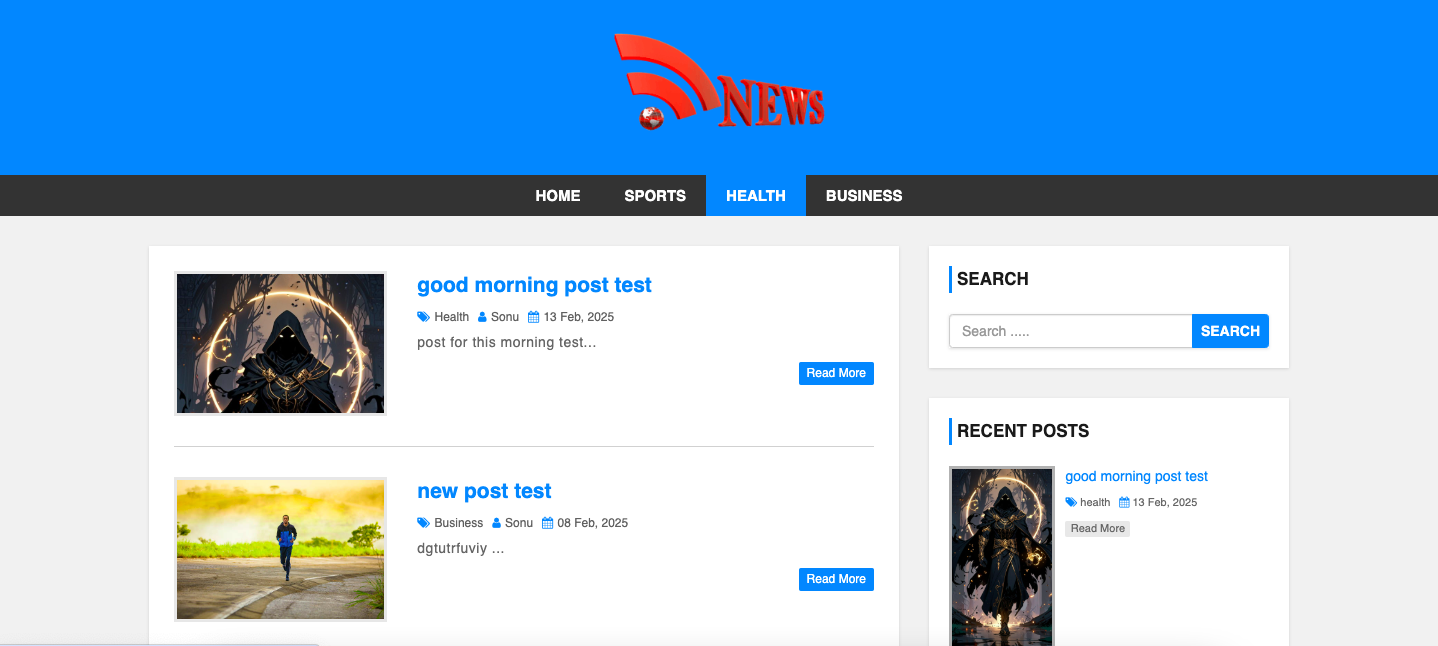 NEWS
HOME SPORTS HEALTH BUSINESS
good morning post test
Health Sonu 13 Feb, 2025
post for this morning test...
Read More
new post test
Business Sonu 08 Feb, 2025
dgtutrfuviy ...
Read More
SEARCH
Search ..... SEARCH
RECENT POSTS
good morning post test
health 13 Feb, 2025
Read More